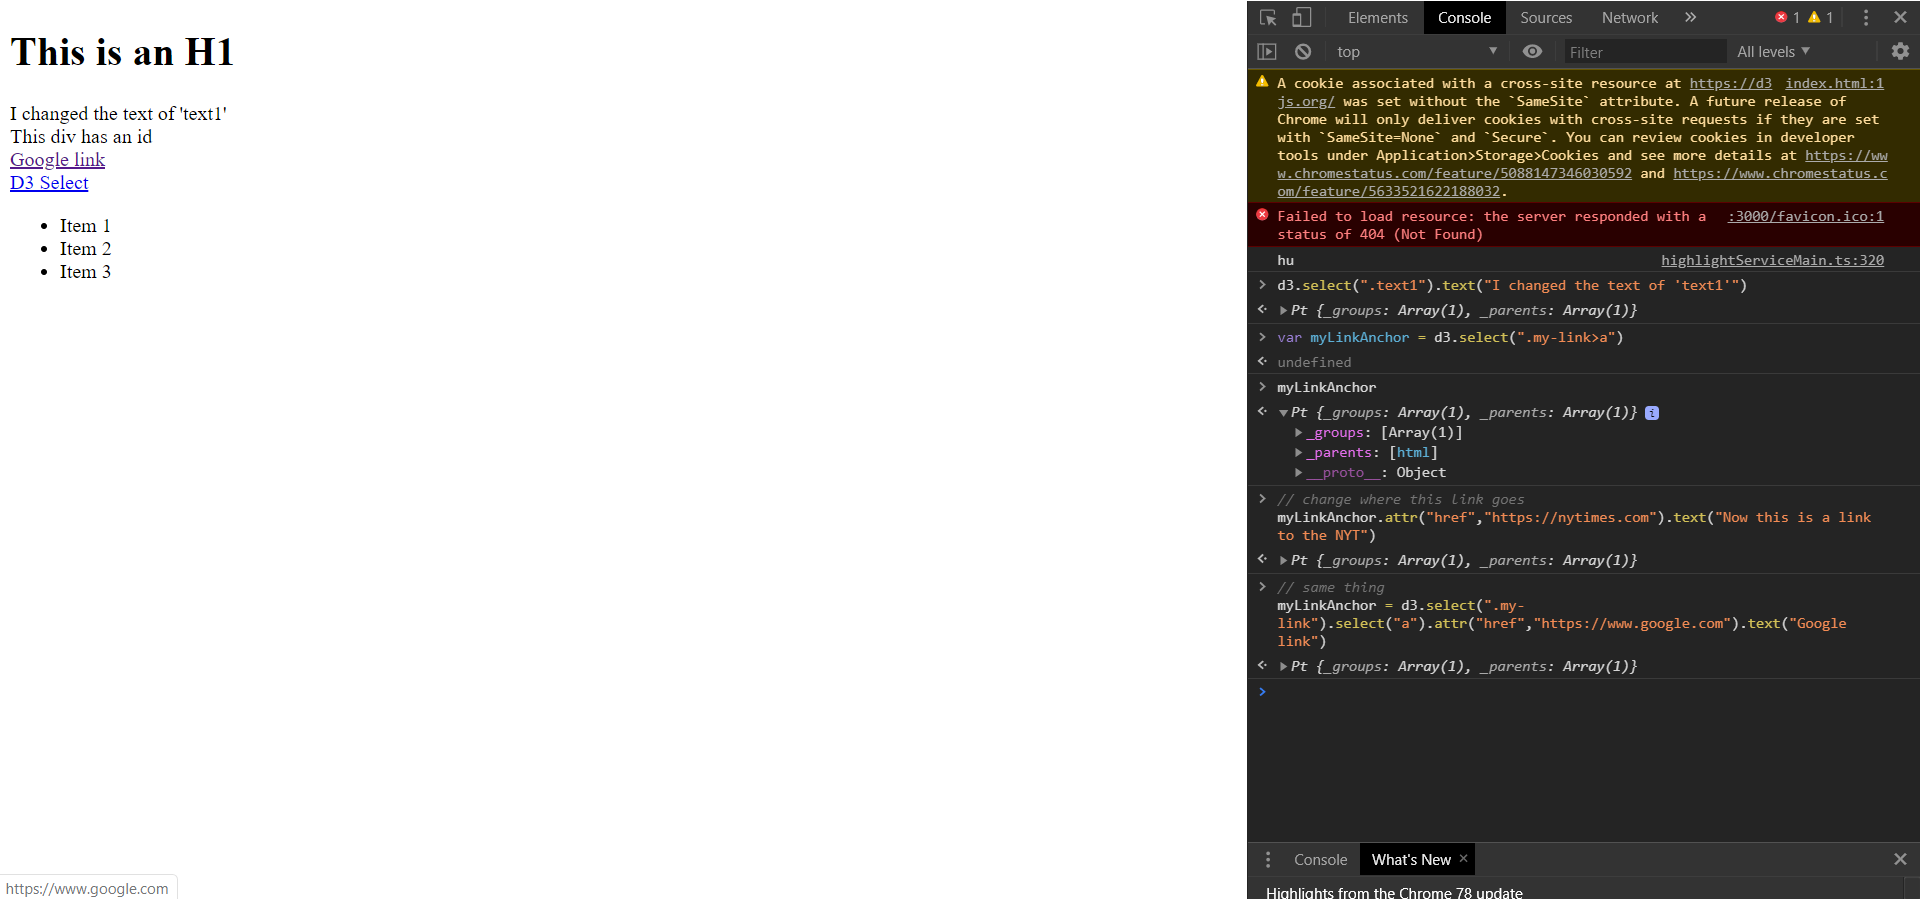 This is an H1
I changed the text of 'text1'
This div has an id
Google link
D3 Select
Item 1
Item 2
Item 3
https://www.google.com
Elements Console Sources Network » 1 1
top Filter All levels
A cookie associated with a cross-site resource at https://d3 index.html:1
js.org/ was set without the `SameSite` attribute. A future release of
Chrome will only deliver cookies with cross-site requests if they are set
with `SameSite=None` and `Secure`. You can review cookies in developer
tools under Application>Storage>Cookies and see more details at https://ww
w.chromestatus.com/feature/5088147346030592 and https://www.chromestatus.c
om/feature/5633521622188032.
Failed to load resource: the server responded with a :3000/favicon.ico:1
status of 404 (Not Found)
hu highlightServiceMain.ts:320
d3.select(".text1").text("I changed the text of 'text1'")
Pt {_groups: Array(1), _parents: Array(1)}
var myLinkAnchor = d3.select(".my-link>a")
undefined
myLinkAnchor
Pt {_groups: Array(1), _parents: Array(1)} i
_groups: [Array(1)]
_parents: [html]
__proto__: Object
// change where this link goes
myLinkAnchor.attr("href","https://nytimes.com").text("Now this is a link
to the NYT")
Pt {_groups: Array(1), _parents: Array(1)}
// same thing
myLinkAnchor = d3.select(".my-
link").select("a").attr("href","https://www.google.com").text("Google
link")
Pt {_groups: Array(1), _parents: Array(1)}
Console What's New
Highlights from the Chrome 78 update